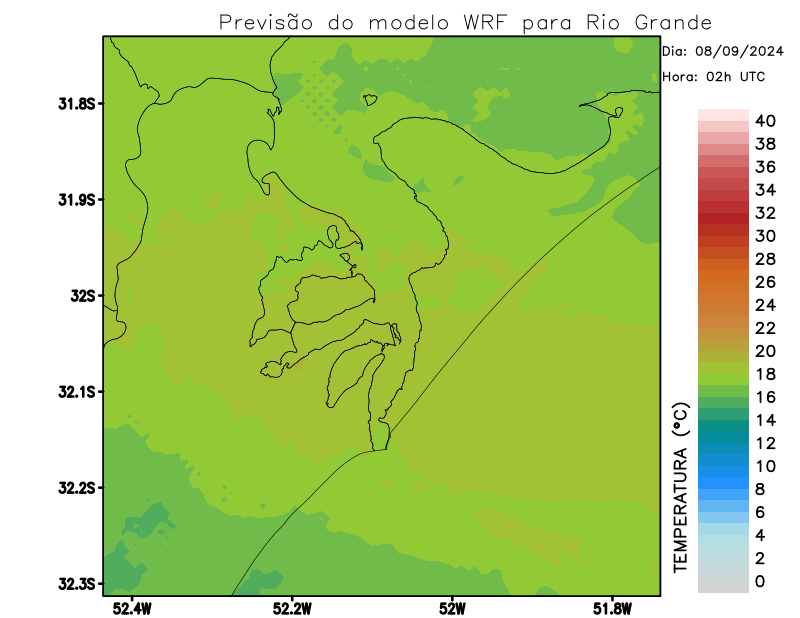 Previsão do modelo WRF para Rio Grande
Dia: 08/09/2024
Hora: 02h UTC
31.8S
31.9S
32S
32.1S
32.2S
32.3S
52.4W
52.2W
52W
51.8W
TEMPERATURA (°C)
40
38
36
34
32
30
28
26
24
22
20
18
16
14
12
10
8
6
4
2
0